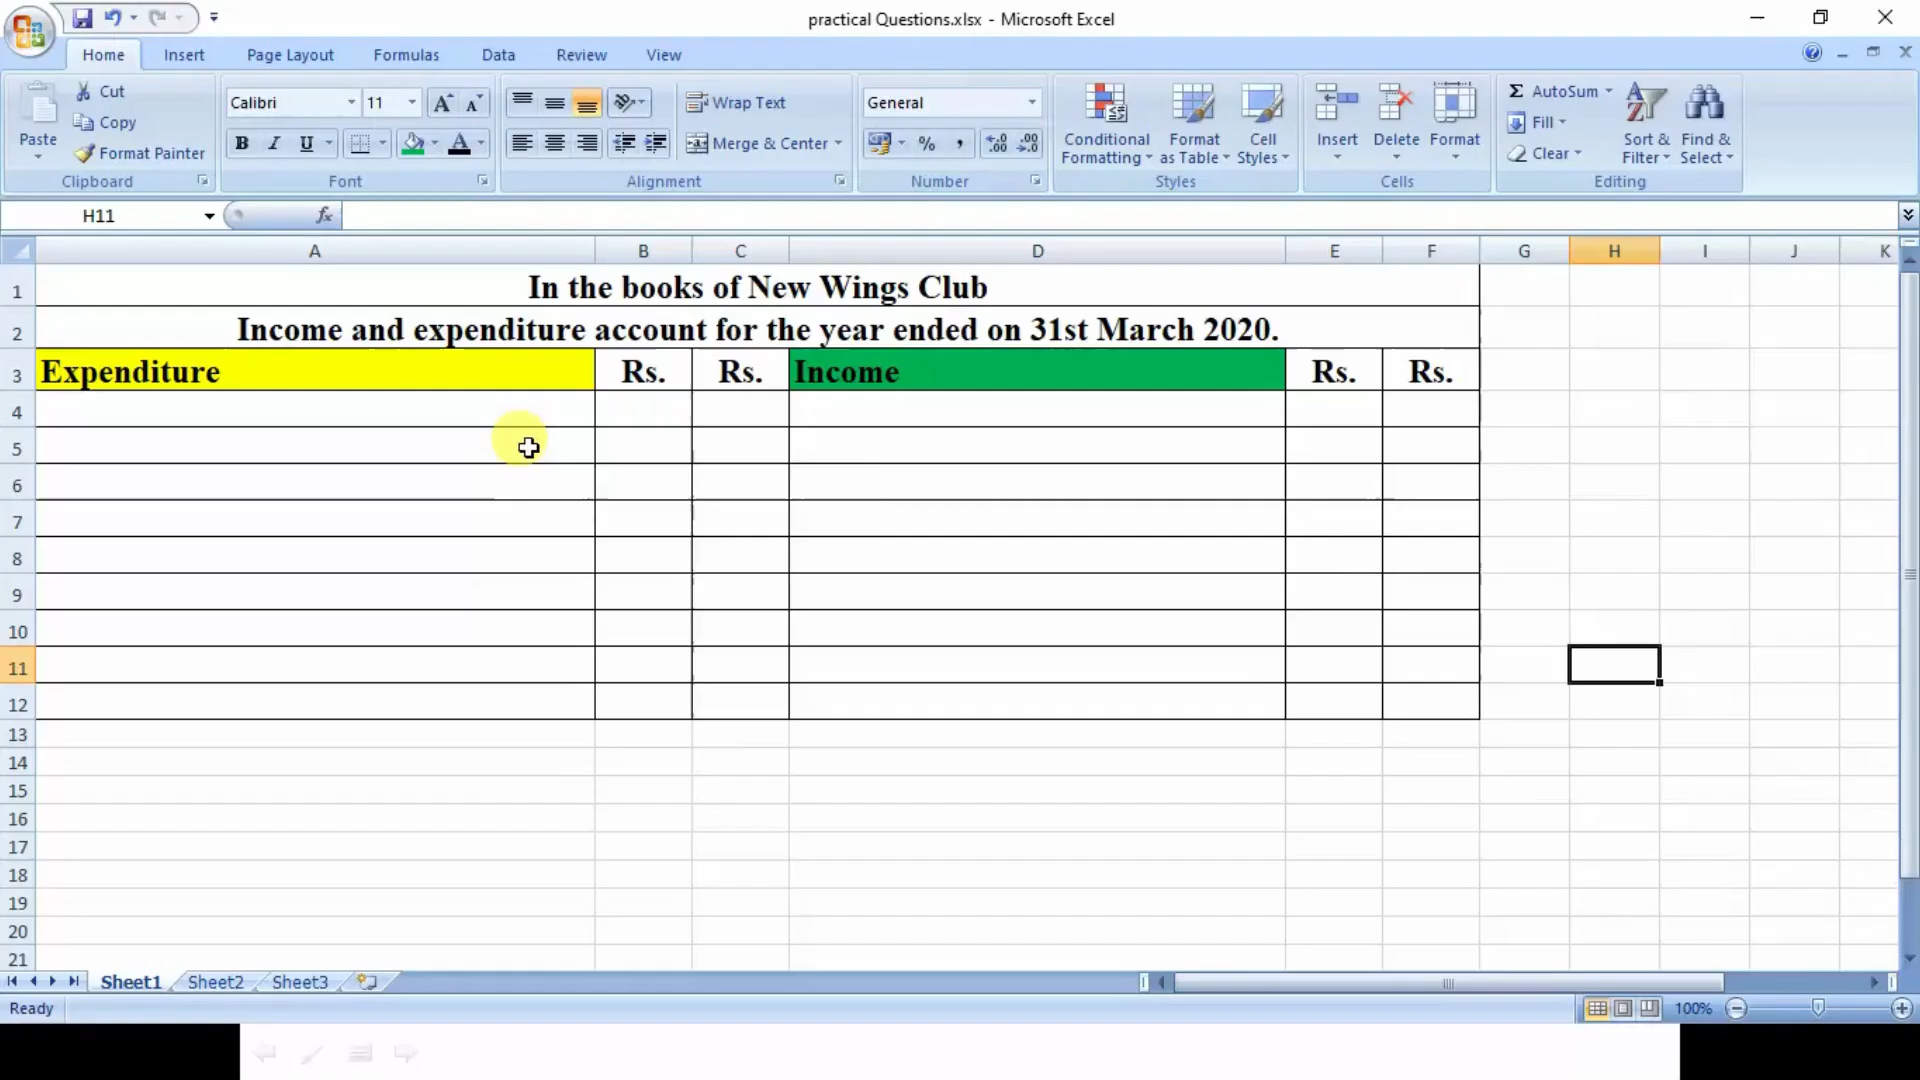 practical Questions.xlsx - Microsoft Excel
Home Insert Page Layout Formulas Data Review View
Paste
Cut
Copy
Format Painter
Clipboard
Calibri 11
B I U
Font
Wrap Text
Merge & Center
Alignment
General
%
Number
Conditional Formatting
Format as Table
Cell Styles
Styles
Insert
Delete
Format
Cells
Σ AutoSum
Fill
Clear
Sort & Filter
Find & Select
Editing
H11 fx
A B C D E F G H I J K
1 In the books of New Wings Club
2 Income and expenditure account for the year ended on 31st March 2020.
3 Expenditure Rs. Rs. Income Rs. Rs.
4
5
6
7
8
9
10
11
12
13
14
15
16
17
18
19
20
21
Sheet1 Sheet2 Sheet3
Ready 100%